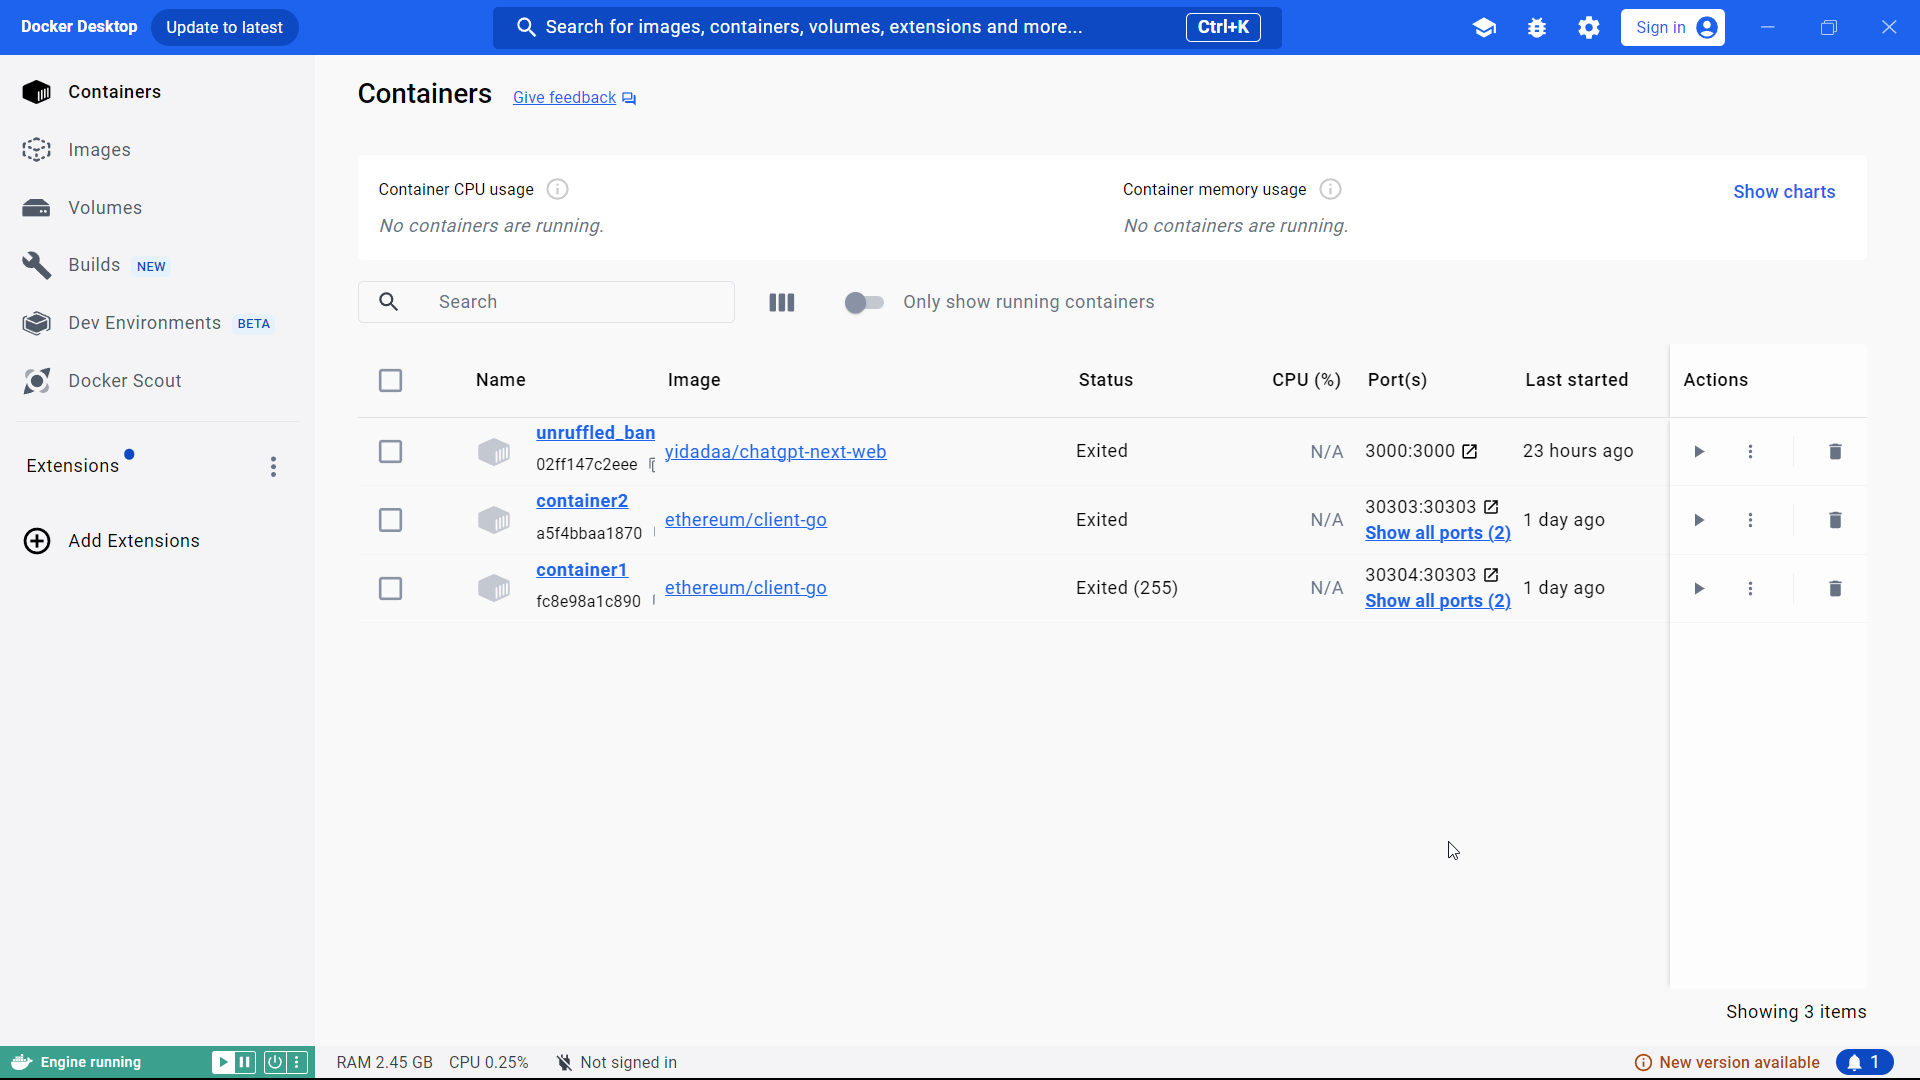 Docker Desktop
Update to latest
Search for images, containers, volumes, extensions and more...
Ctrl+K
Sign in
Containers
Images
Volumes
Builds NEW
Dev Environments BETA
Docker Scout
Extensions
Add Extensions
Containers
Give feedback
Container CPU usage
No containers are running.
Container memory usage
No containers are running.
Show charts
Search
Only show running containers
Name Image Status CPU (%) Port(s) Last started Actions
unruffled_ban
02ff147c2eee
yidadaa/chatgpt-next-web Exited N/A 3000:3000 23 hours ago
container2
a5f4bbaa1870
ethereum/client-go Exited N/A 30303:30303 1 day ago
Show all ports (2)
container1
fc8e98a1c890
ethereum/client-go Exited (255) N/A 30304:30303 1 day ago
Show all ports (2)
Showing 3 items
Engine running
RAM 2.45 GB CPU 0.25% Not signed in
New version available
1